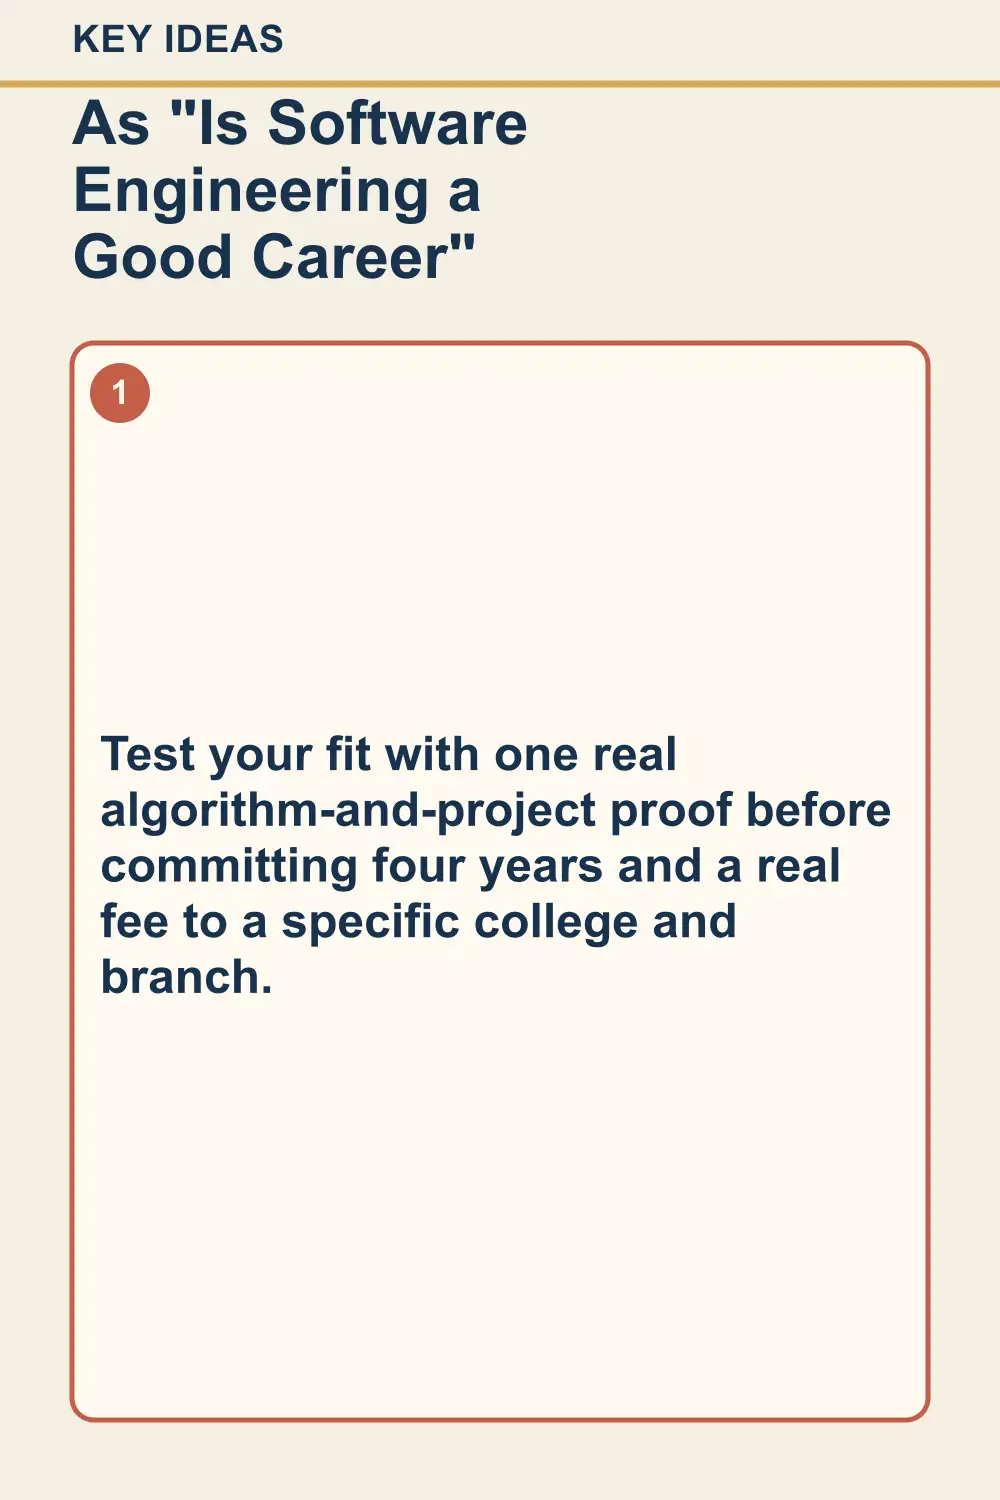 KEY IDEAS
As "Is Software
Engineering a
Good Career"
1
Test your fit with one real
algorithm-and-project proof before
committing four years and a real
fee to a specific college and
branch.